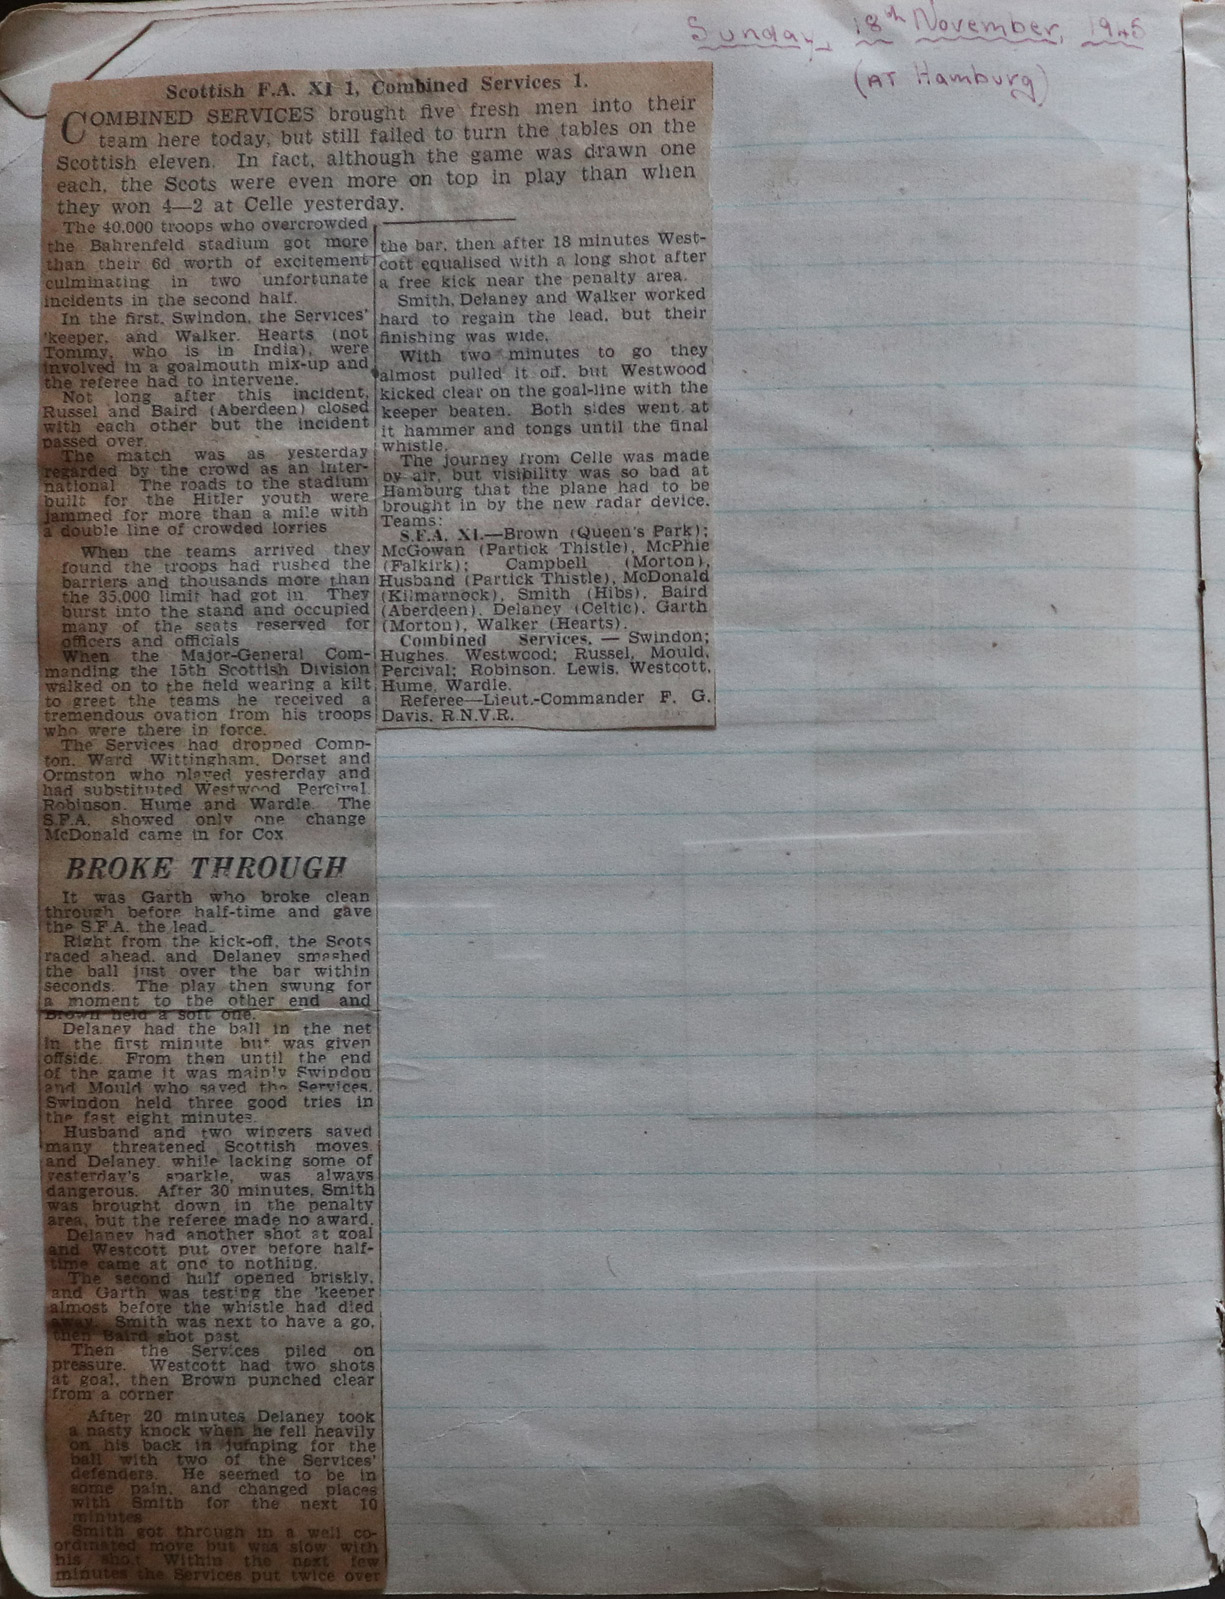 Sunday, 18th November, 1945
(AT Hamburg)
Scottish F.A. XI 1, Combined Services 1.
COMBINED SERVICES brought five fresh men into their
team here today, but still failed to turn the tables on the
Scottish eleven. In fact, although the game was drawn one
each, the Scots were even more on top in play than when
they won 4—2 at Celle yesterday.
The 40.000 troops who overcrowded
the Bahrenfeld stadium got more
than their 6d worth of excitement
culminating in two unfortunate
incidents in the second half.
In the first, Swindon, the Services'
'keeper, and Walker. Hearts (not
Tommy, who is in India), were
involved in a goalmouth mix-up and
the referee had to intervene.
Not long after this incident,
Russel and Baird (Aberdeen) closed
with each other but the incident
passed over.
The match was as yesterday
regarded by the crowd as an inter-
national. The roads to the stadium
built for the Hitler youth were
jammed for more than a mile with
a double line of crowded lorries
When the teams arrived they
found the troops had rushed the
barriers and thousands more than
the 35.000 limit had got in. They
burst into the stand and occupied
many of the seats reserved for
officers and officials
When the Major-General Com-
manding the 15th Scottish Division
walked on to the field wearing a kilt
to greet the teams he received a
tremendous ovation from his troops
who were there in force.
The Services had dropped Comp-
ton. Ward Wittingham, Dorset and
Ormston who played yesterday and
had substituted Westwood Percival.
Robinson. Hume and Wardle. The
S.F.A. showed only one change
McDonald came in for Cox
BROKE THROUGH
It was Garth who broke clean
through before half-time and gave
the S.F.A. the lead.
Right from the kick-off, the Scots
raced ahead, and Delaney smashed
the ball just over the bar within
seconds. The play then swung for
a moment to the other end and
Brown held a soft one.
Delaney had the ball in the net
in the first minute but was given
offside. From then until the end
of the game it was mainly Swindon
and Mould who saved the Services.
Swindon held three good tries in
the fast eight minutes.
Husband and two wingers saved
many threatened Scottish moves
and Delaney. while lacking some of
yesterday's sparkle, was always
dangerous. After 30 minutes, Smith
was brought down in the penalty
area, but the referee made no award.
Delaney had another shot at goal
and Westcott put over before half-
time came at one to nothing.
The second half opened briskly,
and Garth was testing the 'keeper
almost before the whistle had died
away. Smith was next to have a go,
then Baird shot past
Then the Services piled on
pressure. Westcott had two shots
at goal, then Brown punched clear
from a corner
After 20 minutes Delaney took
a nasty knock when he fell heavily
on his back in jumping for the
ball with two of the Services'
defenders. He seemed to be in
some pain, and changed places
with Smith for the next 10
minutes
Smith got through in a well co-
ordinated move but was slow with
his shot. Within the next few
minutes the Services put twice over
the bar, then after 18 minutes West-
cott equalised with a long shot after
a free kick near the penalty area.
Smith, Delaney and Walker worked
hard to regain the lead, but their
finishing was wide.
With two minutes to go they
almost pulled it off, but Westwood
kicked clear on the goal-line with the
keeper beaten. Both sides went at
it hammer and tongs until the final
whistle.
The journey from Celle was made
by air, but visibility was so bad at
Hamburg that the plane had to be
brought in by the new radar device.
Teams:
S.F.A. XI.—Brown (Queen's Park);
McGowan (Partick Thistle), McPhie
(Falkirk); Campbell (Morton),
Husband (Partick Thistle), McDonald
(Kilmarnock), Smith (Hibs), Baird
(Aberdeen), Delaney (Celtic), Garth
(Morton), Walker (Hearts).
Combined Services. — Swindon;
Hughes. Westwood; Russel, Mould,
Percival; Robinson. Lewis, Westcott,
Hume, Wardle.
Referee—Lieut.-Commander F. G.
Davis, R.N.V.R.